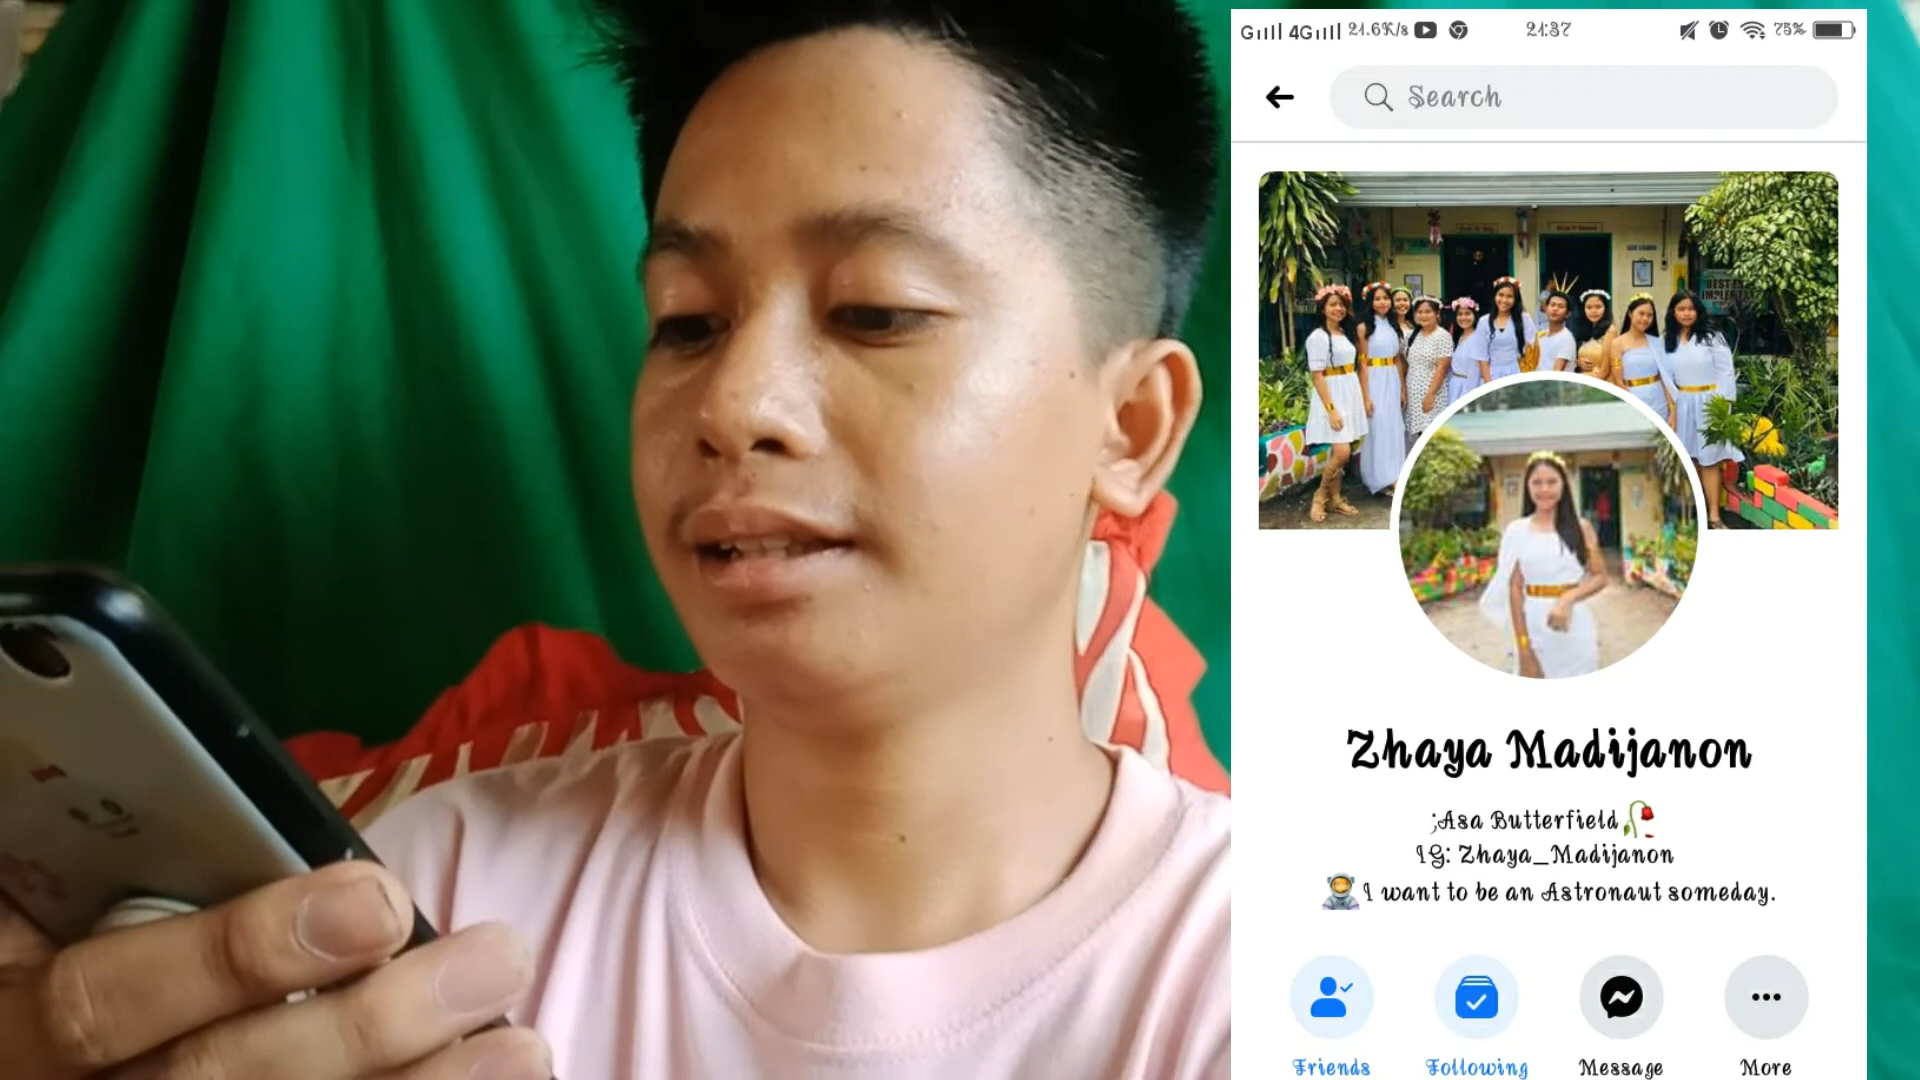 G 4G 21.6K/s 21:37 75%
Search
BEST
Zhaya Madijanon
;Asa Butterfield🥀
IG: Zhaya_Madijanon
👩‍🚀I want to be an Astronaut someday.
Friends Following Message More